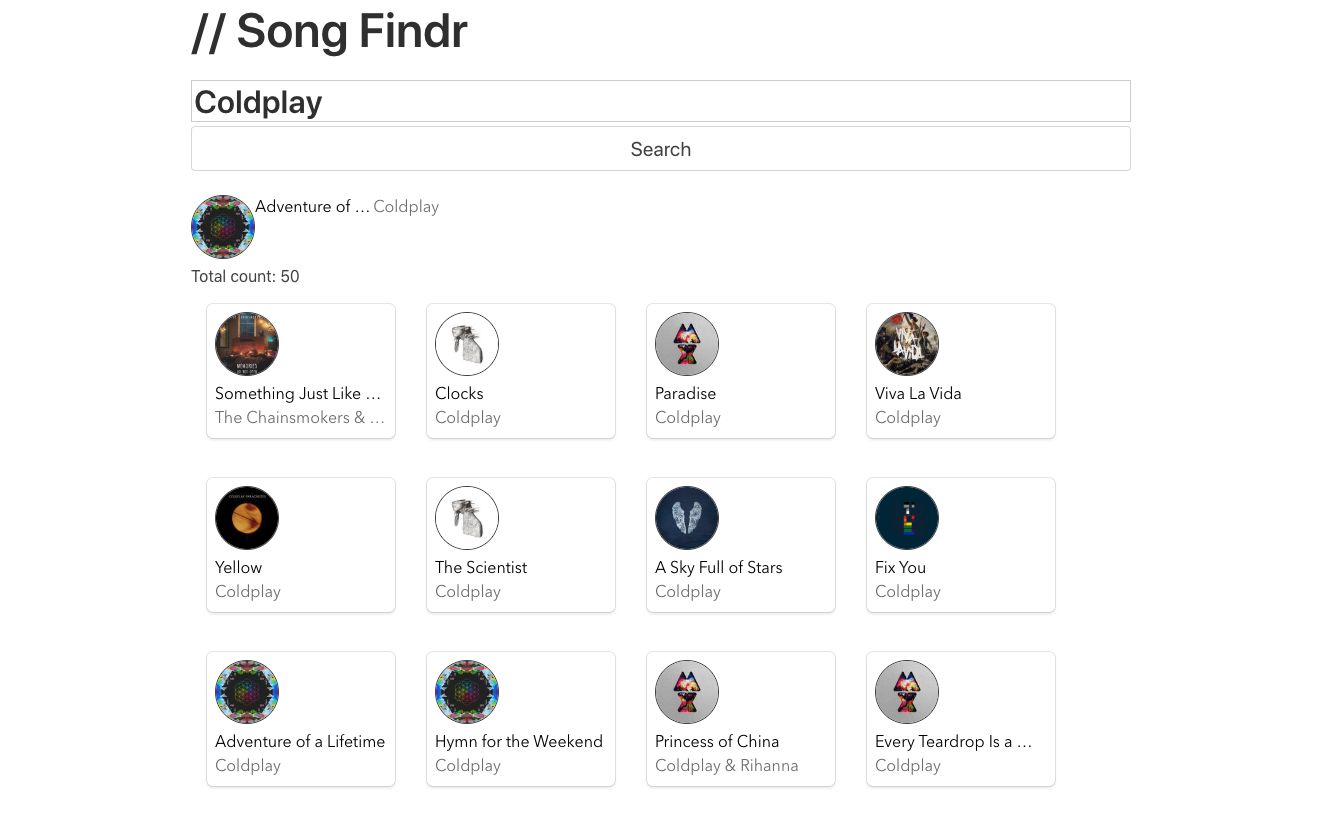 // Song Findr
Coldplay
Search
Adventure of … Coldplay
Total count: 50
Something Just Like …
The Chainsmokers & …
Clocks
Coldplay
Paradise
Coldplay
Viva La Vida
Coldplay
Yellow
Coldplay
The Scientist
Coldplay
A Sky Full of Stars
Coldplay
Fix You
Coldplay
Adventure of a Lifetime
Coldplay
Hymn for the Weekend
Coldplay
Princess of China
Coldplay & Rihanna
Every Teardrop Is a …
Coldplay